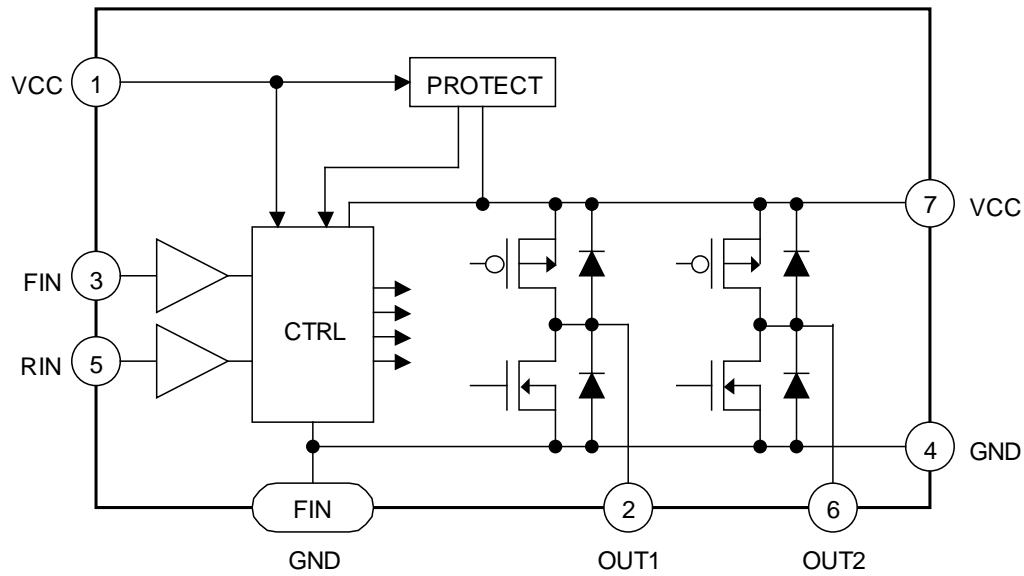 VCC
1
PROTECT
7
VCC
FIN
3
CTRL
RIN
5
4
GND
FIN
2
6
GND
OUT1
OUT2